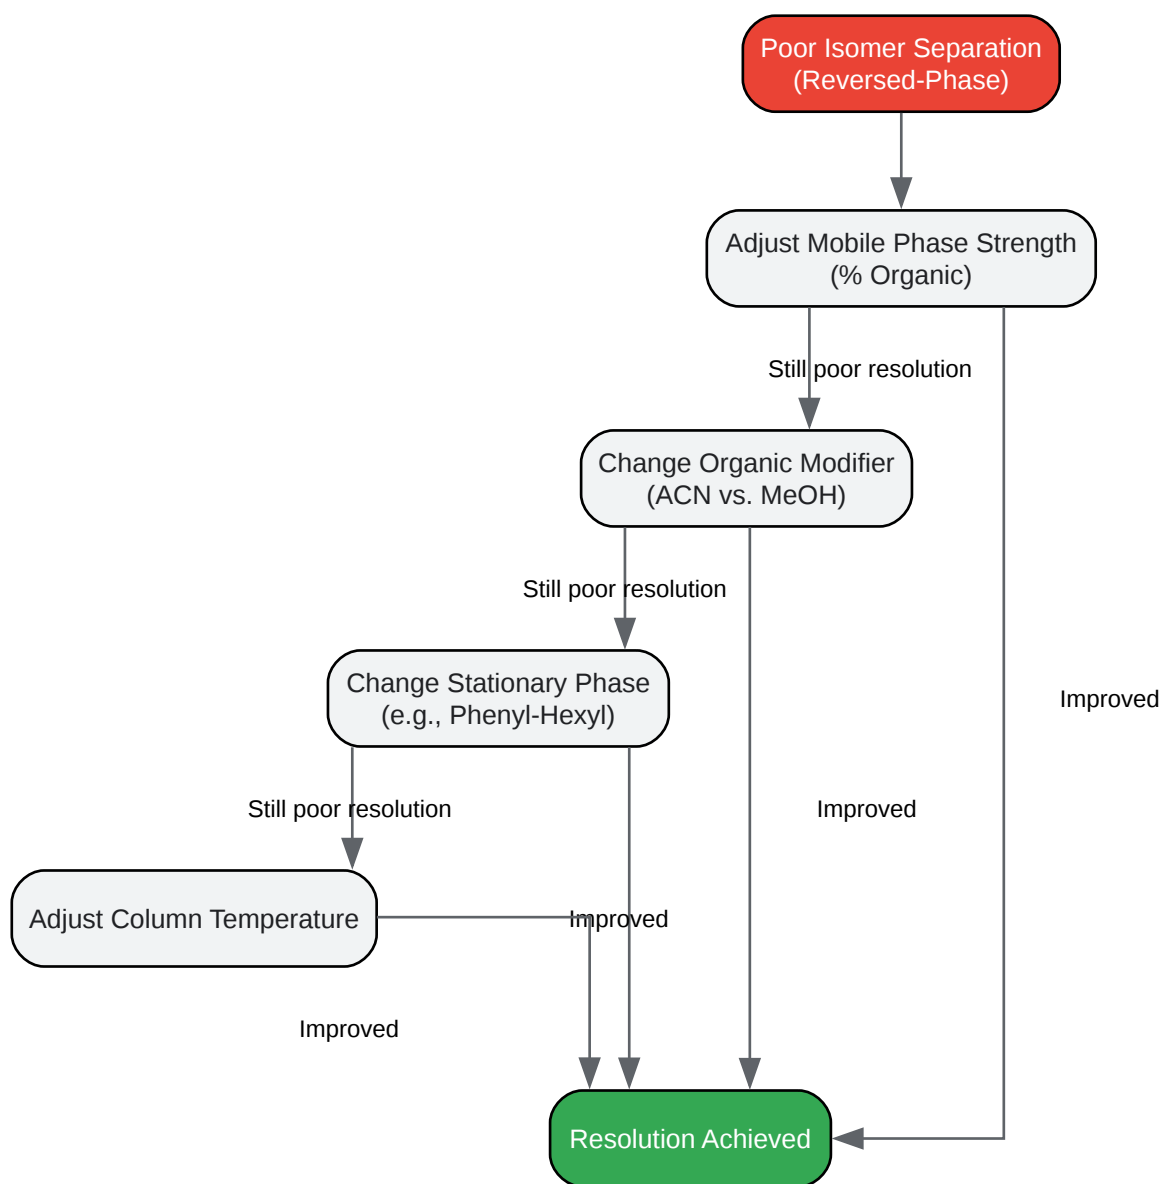 Poor Isomer Separation
(Reversed-Phase)
Adjust Mobile Phase Strength
(% Organic)
Still poor resolution
Change Organic Modifier
(ACN vs. MeOH)
Still poor resolution
Change Stationary Phase
(e.g., Phenyl-Hexyl)
Improved
Still poor resolution
Improved
Adjust Column Temperature
Improved
Improved
Resolution Achieved